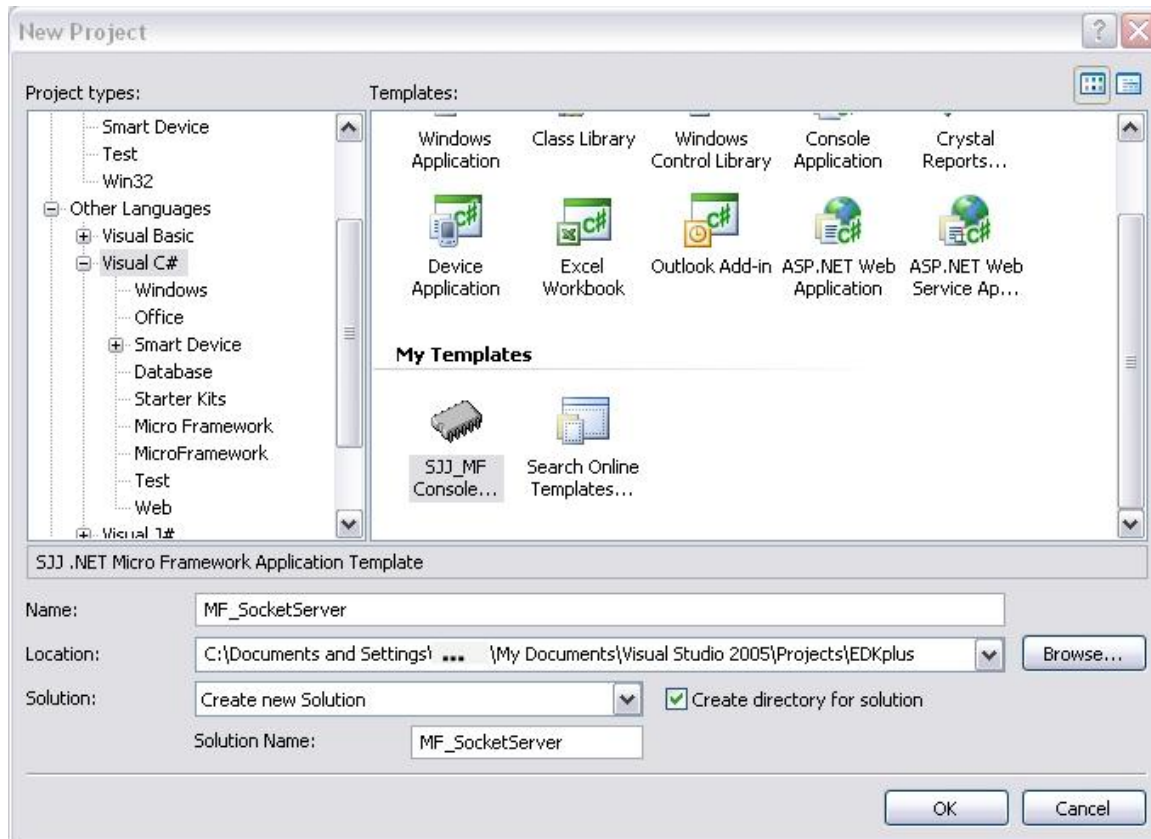 New Project
Project types:
Templates:
Smart Device
Test
Win32
Other Languages
Visual Basic
Visual C#
Windows
Office
Smart Device
Database
Starter Kits
Micro Framework
MicroFramework
Test
Web
Visual J#
Windows Application
Class Library
Windows Control Library
Console Application
Crystal Reports...
Device Application
Excel Workbook
Outlook Add-in
ASP.NET Web Application
ASP.NET Web Service Ap...
My Templates
SJJ_MF Console...
Search Online Templates...
SJJ .NET Micro Framework Application Template
Name:
MF_SocketServer
Location:
C:\Documents and Settings\ ... \My Documents\Visual Studio 2005\Projects\EDKplus
Browse...
Solution:
Create new Solution
Create directory for solution
Solution Name:
MF_SocketServer
OK
Cancel